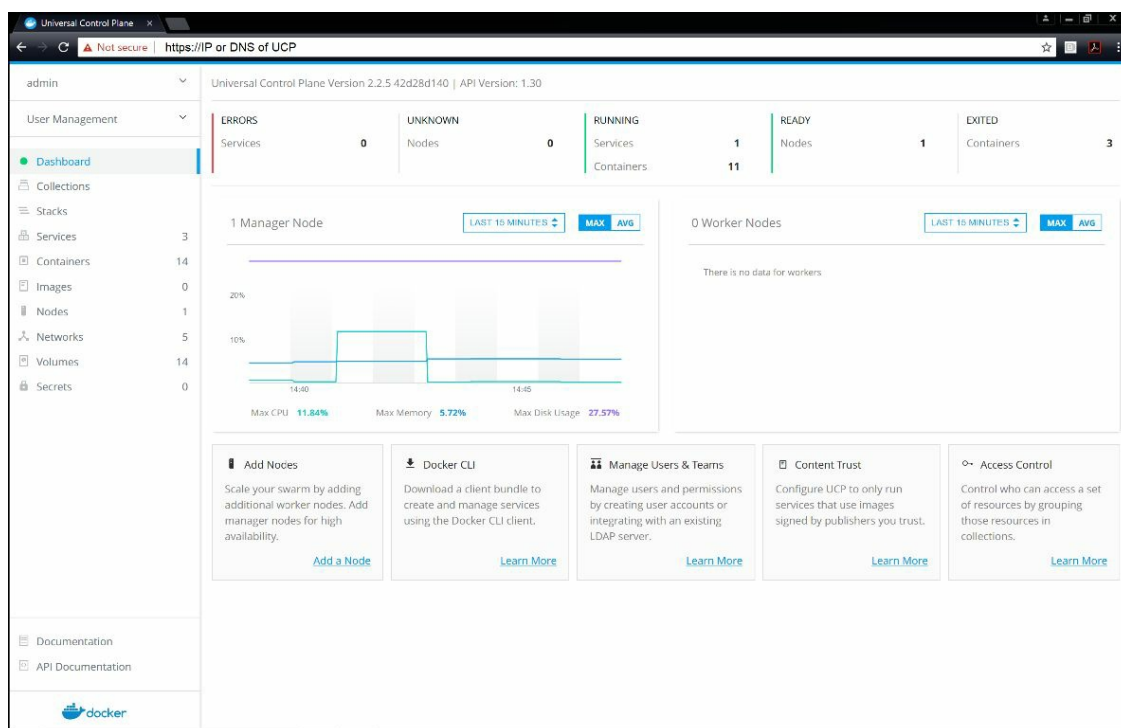 Universal Control Plane
Not secure https://IP or DNS of UCP
admin
User Management
Dashboard
Collections
Stacks
Services 3
Containers 14
Images 0
Nodes 1
Networks 5
Volumes 14
Secrets 0
Documentation
API Documentation
docker
Universal Control Plane Version 2.2.5 42d28d140 | API Version: 1.30
ERRORS
Services 0
UNKNOWN
Nodes 0
RUNNING
Services 1
Containers 11
READY
Nodes 1
EXITED
Containers 3
1 Manager Node LAST 15 MINUTES MAX AVG
20%
10%
14:40 14:45
Max CPU 11.84% Max Memory 5.72% Max Disk Usage 27.57%
0 Worker Nodes LAST 15 MINUTES MAX AVG
There is no data for workers
Add Nodes
Scale your swarm by adding
additional worker nodes. Add
manager nodes for high
availability.
Add a Node
Docker CLI
Download a client bundle to
create and manage services
using the Docker CLI client.
Learn More
Manage Users & Teams
Manage users and permissions
by creating user accounts or
integrating with an existing
LDAP server.
Learn More
Content Trust
Configure UCP to only run
services that use images
signed by publishers you trust.
Learn More
Access Control
Control who can access a set
of resources by grouping
those resources in
collections.
Learn More